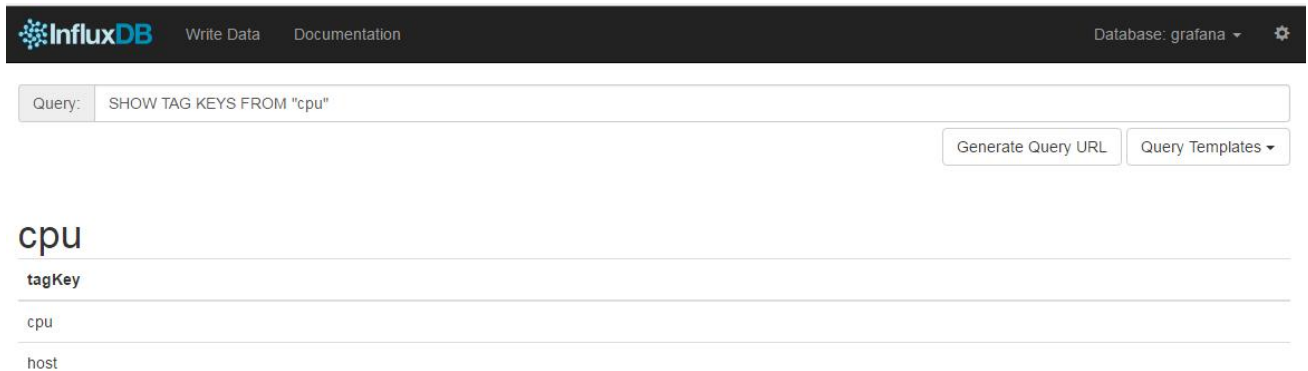 InfluxDB Write Data Documentation Database: grafana
Query: SHOW TAG KEYS FROM "cpu"
Generate Query URL Query Templates
cpu
tagKey
cpu
host